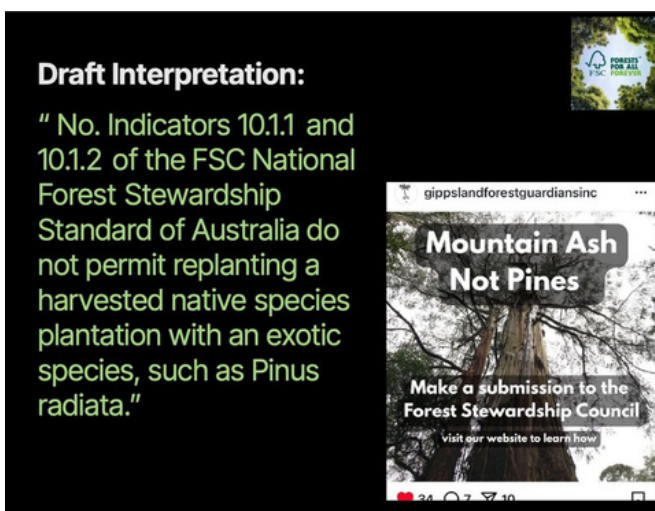 Draft Interpretation:
“ No. Indicators 10.1.1 and
10.1.2 of the FSC National
Forest Stewardship
Standard of Australia do
not permit replanting a
harvested native species
plantation with an exotic
species, such as Pinus
radiata.”
FSC
FORESTS
FOR ALL
FOREVER
gippslandforestguardiansinc
Mountain Ash
Not Pines
Make a submission to the
Forest Stewardship Council
visit our website to learn how
34 7 10